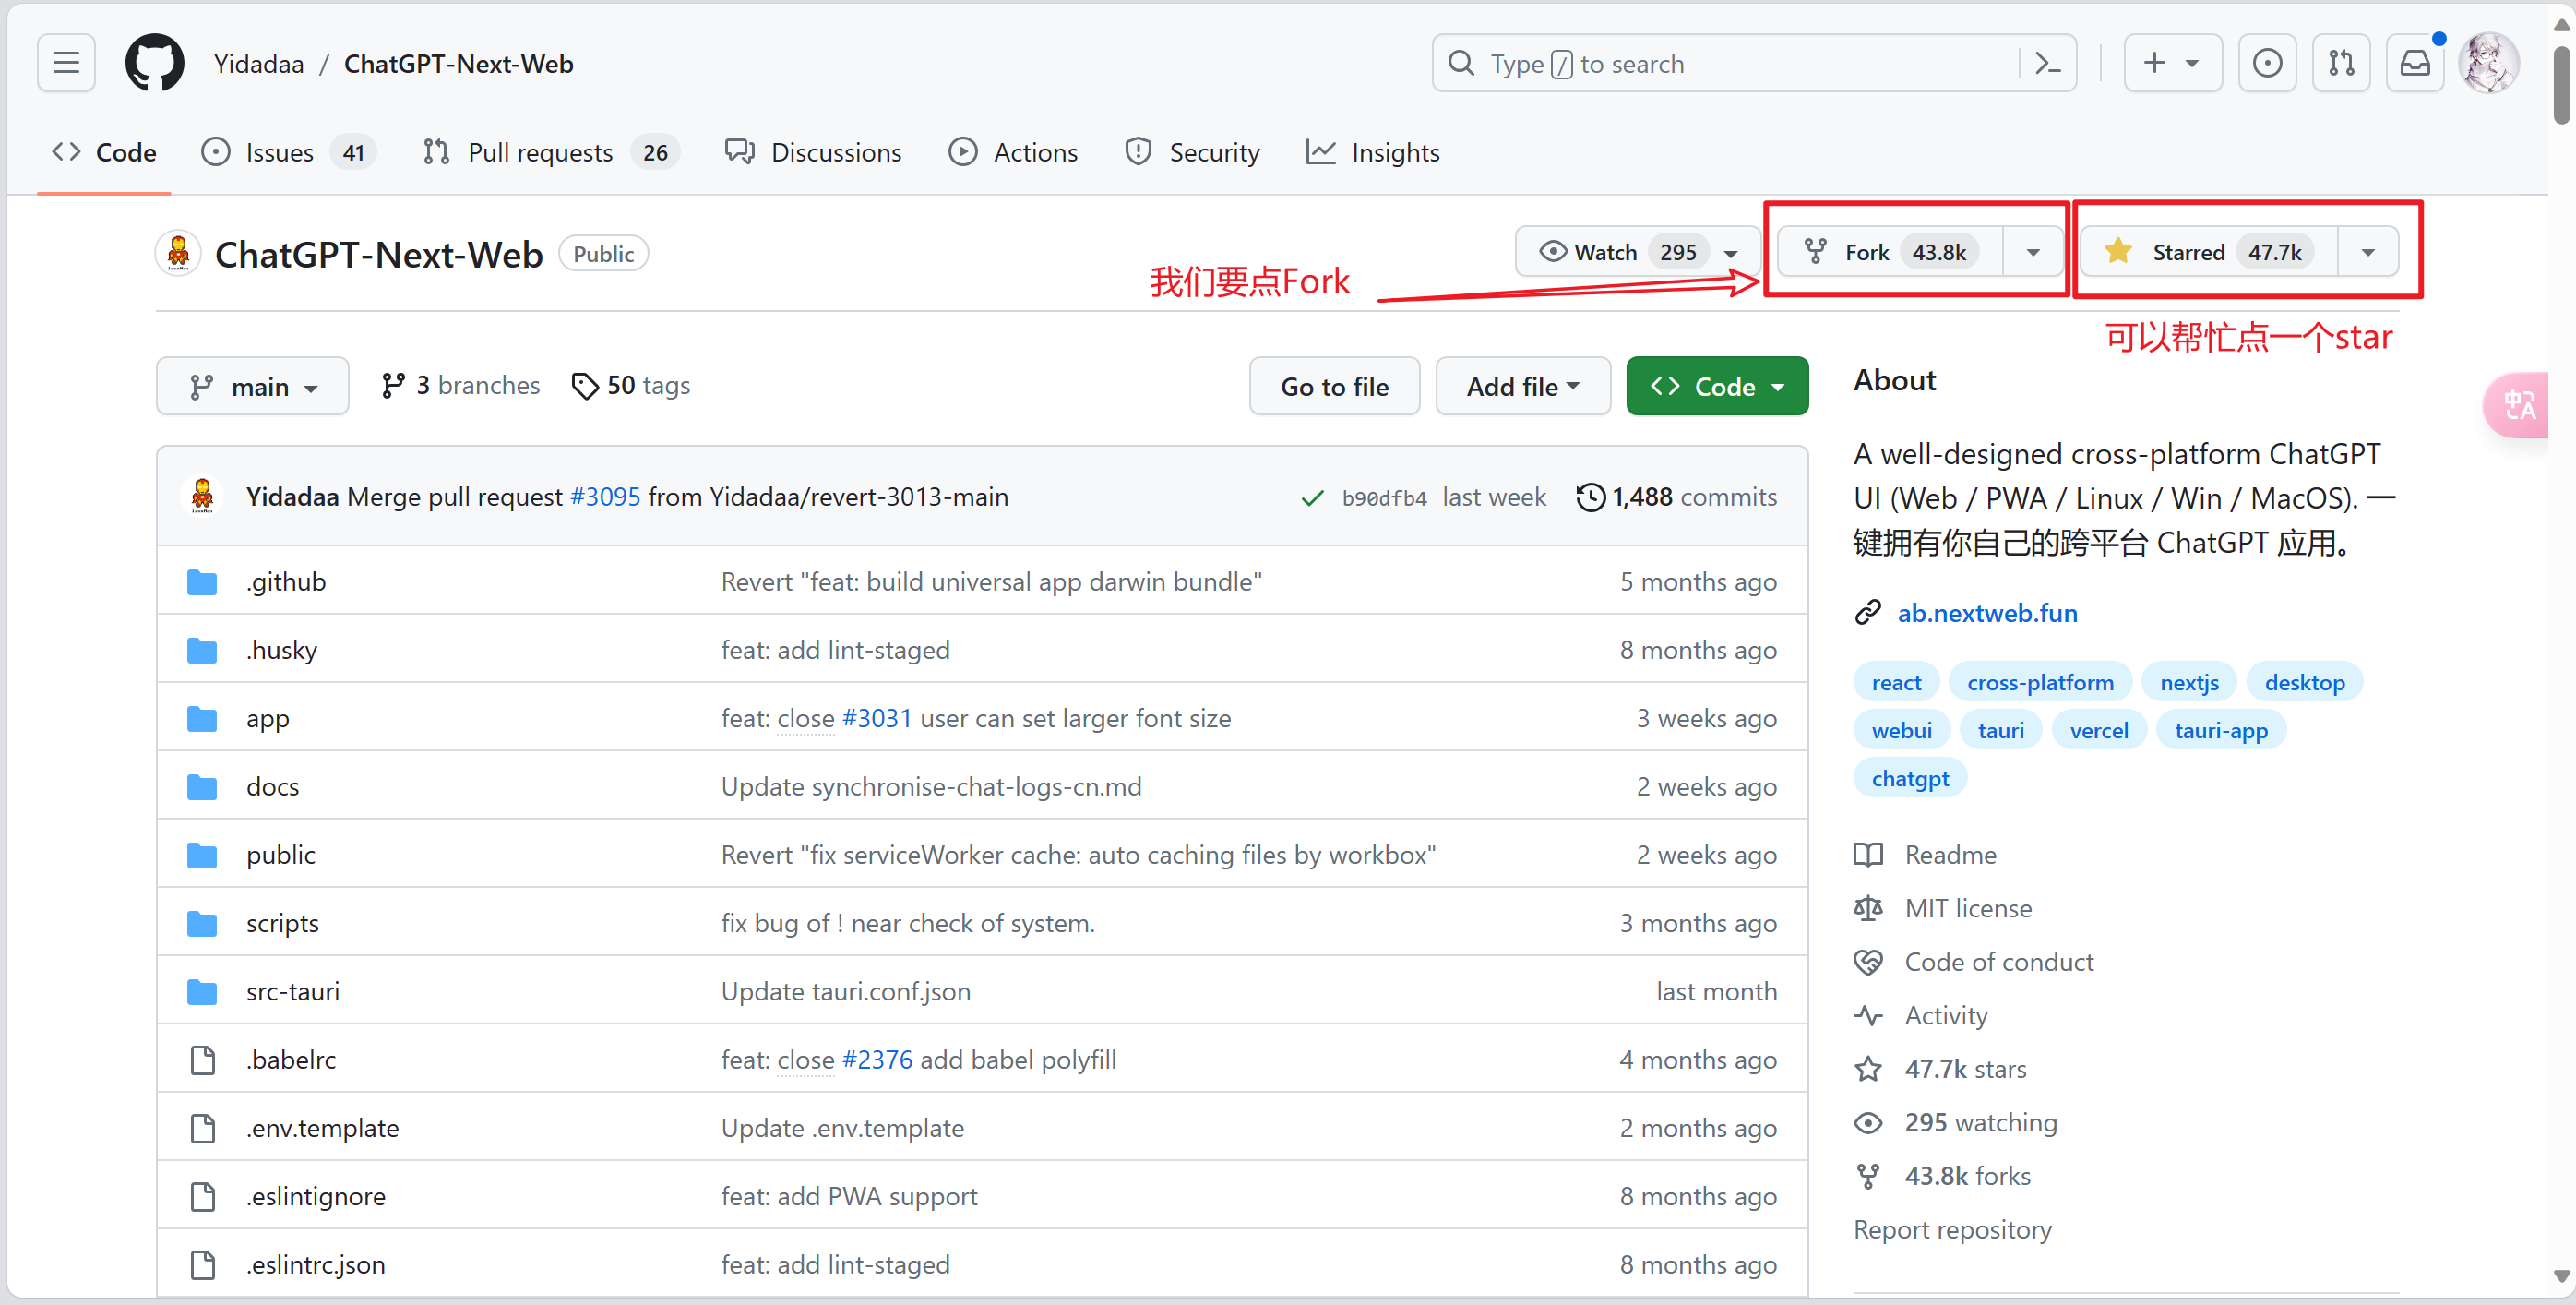 Yidadaa / ChatGPT-Next-Web
Type / to search
Code
Issues 41
Pull requests 26
Discussions
Actions
Security
Insights
ChatGPT-Next-Web Public
Watch 295
Fork 43.8k
Starred 47.7k
我们要点Fork
可以帮忙点一个star
main
3 branches
50 tags
Go to file
Add file
Code
Yidadaa Merge pull request #3095 from Yidadaa/revert-3013-main b90dfb4 last week 1,488 commits
.github Revert "feat: build universal app darwin bundle" 5 months ago
.husky feat: add lint-staged 8 months ago
app feat: close #3031 user can set larger font size 3 weeks ago
docs Update synchronise-chat-logs-cn.md 2 weeks ago
public Revert "fix serviceWorker cache: auto caching files by workbox" 2 weeks ago
scripts fix bug of ! near check of system. 3 months ago
src-tauri Update tauri.conf.json last month
.babelrc feat: close #2376 add babel polyfill 4 months ago
.env.template Update .env.template 2 months ago
.eslintignore feat: add PWA support 8 months ago
.eslintrc.json feat: add lint-staged 8 months ago
About
A well-designed cross-platform ChatGPT
UI (Web / PWA / Linux / Win / MacOS). 一
键拥有你自己的跨平台 ChatGPT 应用。
ab.nextweb.fun
react cross-platform nextjs desktop
webui tauri vercel tauri-app
chatgpt
Readme
MIT license
Code of conduct
Activity
47.7k stars
295 watching
43.8k forks
Report repository
中A